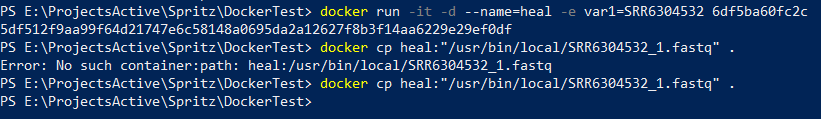 PS E:\ProjectsActive\Spritz\DockerTest> docker run -it -d --name=heal -e var1=SRR6304532 6df5ba60fc2c
5df512f9aa99f64d21747e6c58148a0695da2a12627f8b3f14aa6229e29ef0df
PS E:\ProjectsActive\Spritz\DockerTest> docker cp heal:"/usr/bin/local/SRR6304532_1.fastq" .
Error: No such container:path: heal:/usr/bin/local/SRR6304532_1.fastq
PS E:\ProjectsActive\Spritz\DockerTest> docker cp heal:"/usr/bin/local/SRR6304532_1.fastq" .
PS E:\ProjectsActive\Spritz\DockerTest>